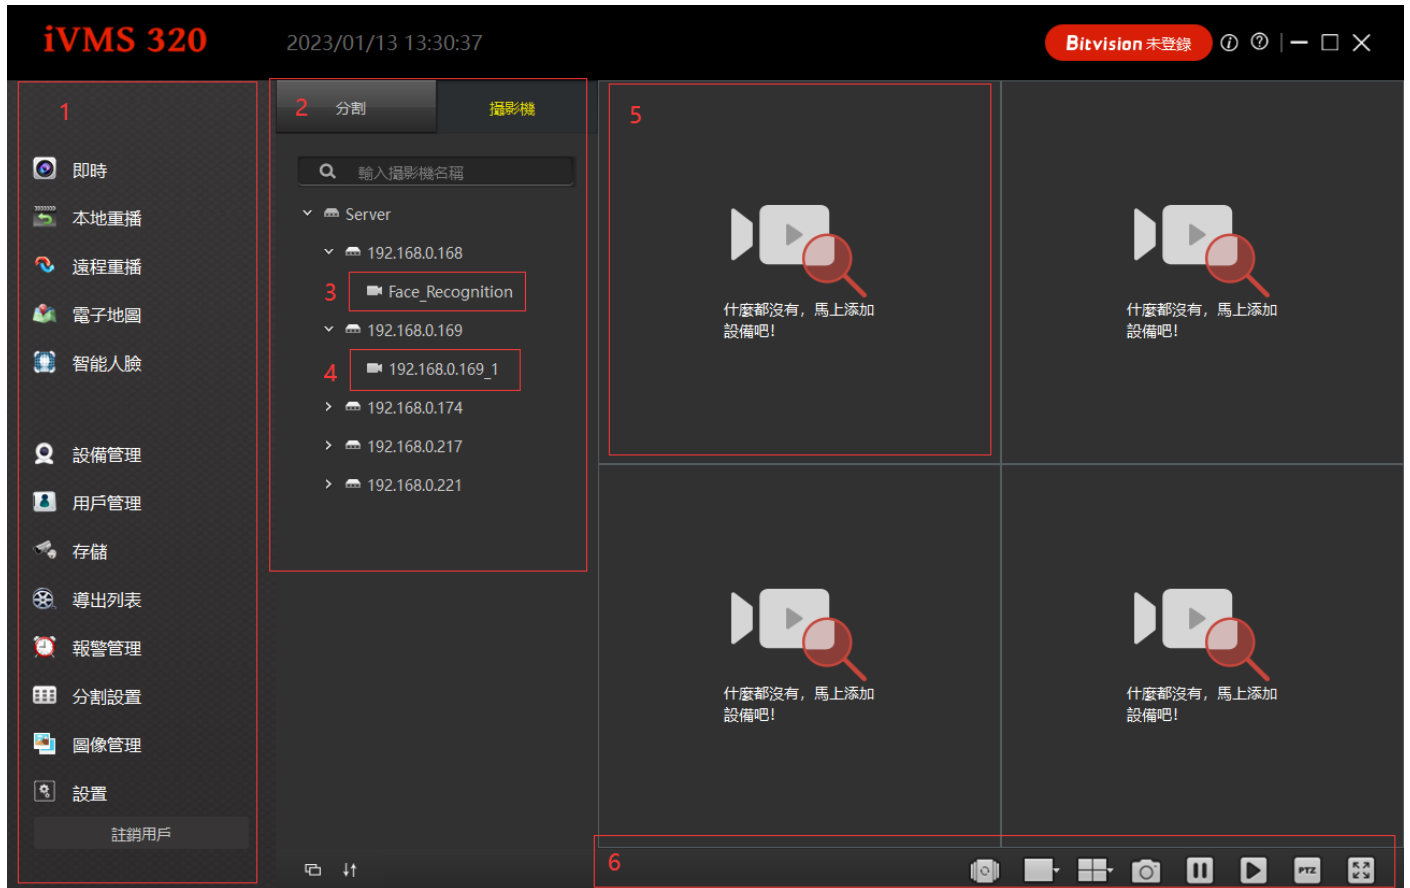 iVMS 320
2023/01/13 13:30:37
Bitvision 未登錄
1
即時
本地重播
遠程重播
電子地圖
智能人臉
設備管理
用戶管理
存儲
導出列表
報警管理
分割設置
圖像管理
設置
註銷用戶
2 分割 攝影機
輸入攝影機名稱
Server
192.168.0.168
3 Face_Recognition
192.168.0.169
4 192.168.0.169_1
192.168.0.174
192.168.0.217
192.168.0.221
5
什麼都沒有，馬上添加
設備吧!
什麼都沒有，馬上添加
設備吧!
什麼都沒有，馬上添加
設備吧!
什麼都沒有，馬上添加
設備吧!
6
PTZ